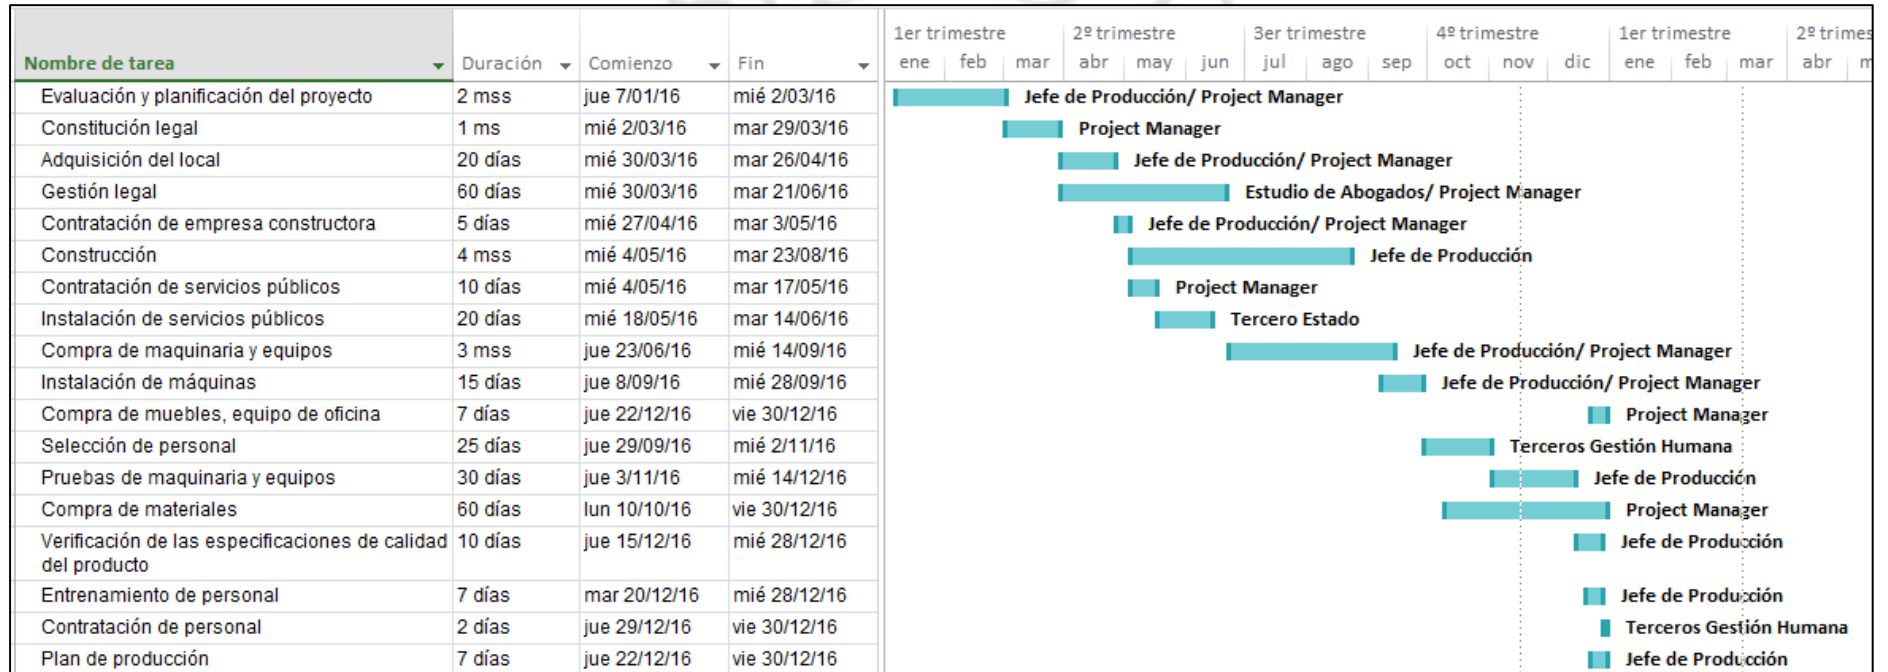 1er trimestre 2º trimestre 3er trimestre 4º trimestre 1er trimestre 2º trimes
Nombre de tarea Duración Comienzo Fin ene feb mar abr may jun jul ago sep oct nov dic ene feb mar abr m
Evaluación y planificación del proyecto 2 mss jue 7/01/16 mié 2/03/16 Jefe de Producción/ Project Manager
Constitución legal 1 ms mié 2/03/16 mar 29/03/16 Project Manager
Adquisición del local 20 días mié 30/03/16 mar 26/04/16 Jefe de Producción/ Project Manager
Gestión legal 60 días mié 30/03/16 mar 21/06/16 Estudio de Abogados/ Project Manager
Contratación de empresa constructora 5 días mié 27/04/16 mar 3/05/16 Jefe de Producción/ Project Manager
Construcción 4 mss mié 4/05/16 mar 23/08/16 Jefe de Producción
Contratación de servicios públicos 10 días mié 4/05/16 mar 17/05/16 Project Manager
Instalación de servicios públicos 20 días mié 18/05/16 mar 14/06/16 Tercero Estado
Compra de maquinaria y equipos 3 mss jue 23/06/16 mié 14/09/16 Jefe de Producción/ Project Manager
Instalación de máquinas 15 días jue 8/09/16 mié 28/09/16 Jefe de Producción/ Project Manager
Compra de muebles, equipo de oficina 7 días jue 22/12/16 vie 30/12/16 Project Manager
Selección de personal 25 días jue 29/09/16 mié 2/11/16 Terceros Gestión Humana
Pruebas de maquinaria y equipos 30 días jue 3/11/16 mié 14/12/16 Jefe de Producción
Compra de materiales 60 días lun 10/10/16 vie 30/12/16 Project Manager
Verificación de las especificaciones de calidad 10 días jue 15/12/16 mié 28/12/16 Jefe de Producción
del producto
Entrenamiento de personal 7 días mar 20/12/16 mié 28/12/16 Jefe de Producción
Contratación de personal 2 días jue 29/12/16 vie 30/12/16 Terceros Gestión Humana
Plan de producción 7 días jue 22/12/16 vie 30/12/16 Jefe de Producción